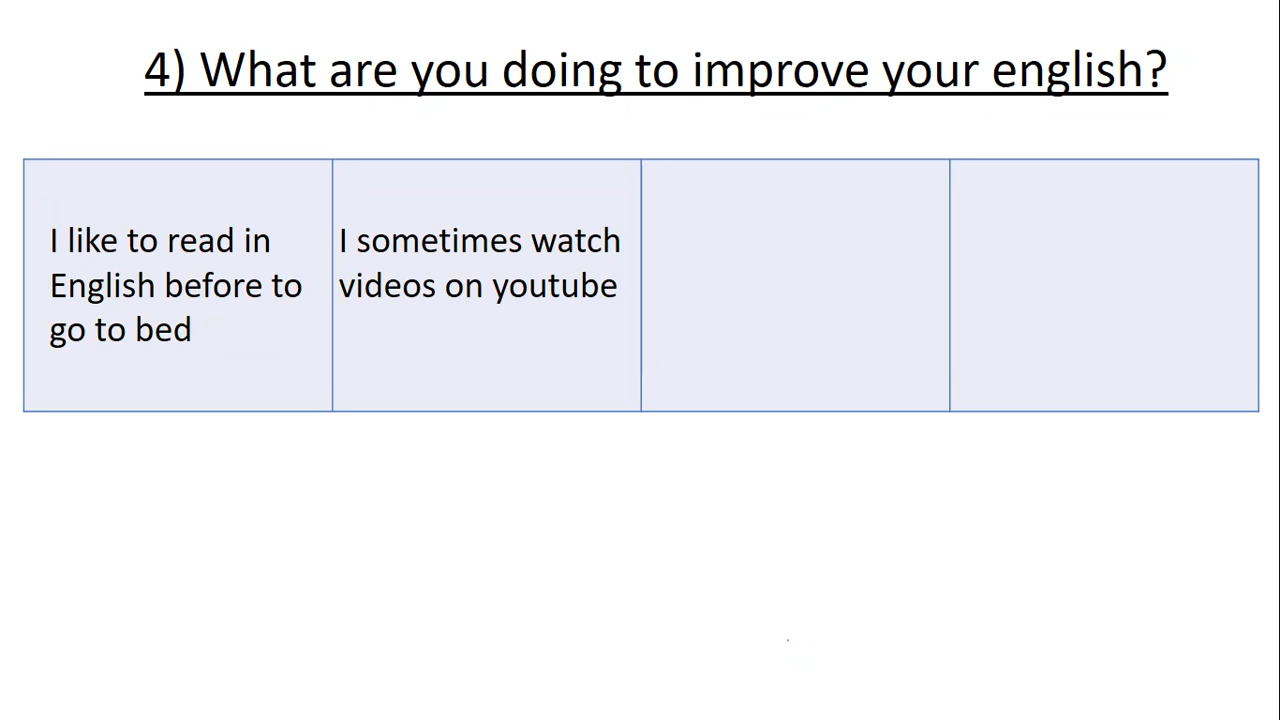 4) What are you doing to improve your english?
I like to read in
English before to
go to bed
I sometimes watch
videos on youtube